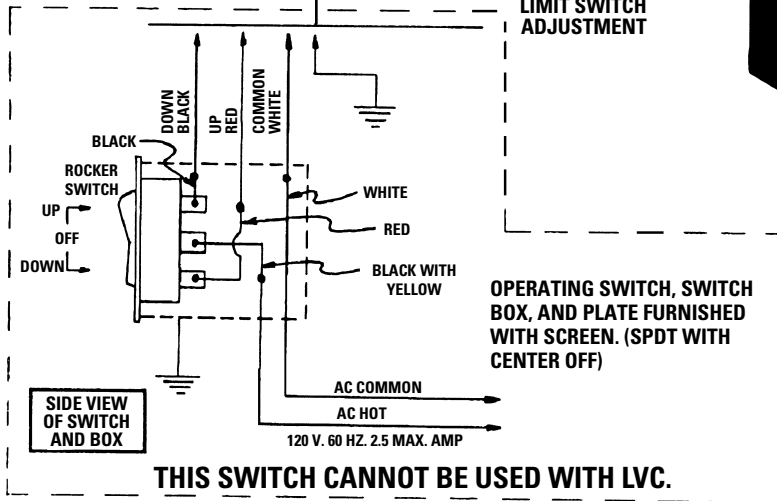 LIMIT SWITCH
ADJUSTMENT
DOWN
BLACK
UP
RED
COMMON
WHITE
BLACK
ROCKER
SWITCH
UP
OFF
DOWN
WHITE
RED
BLACK WITH
YELLOW
OPERATING SWITCH, SWITCH
BOX, AND PLATE FURNISHED
WITH SCREEN. (SPDT WITH
CENTER OFF)
SIDE VIEW
OF SWITCH
AND BOX
AC COMMON
AC HOT
120 V. 60 HZ. 2.5 MAX. AMP
THIS SWITCH CANNOT BE USED WITH LVC.